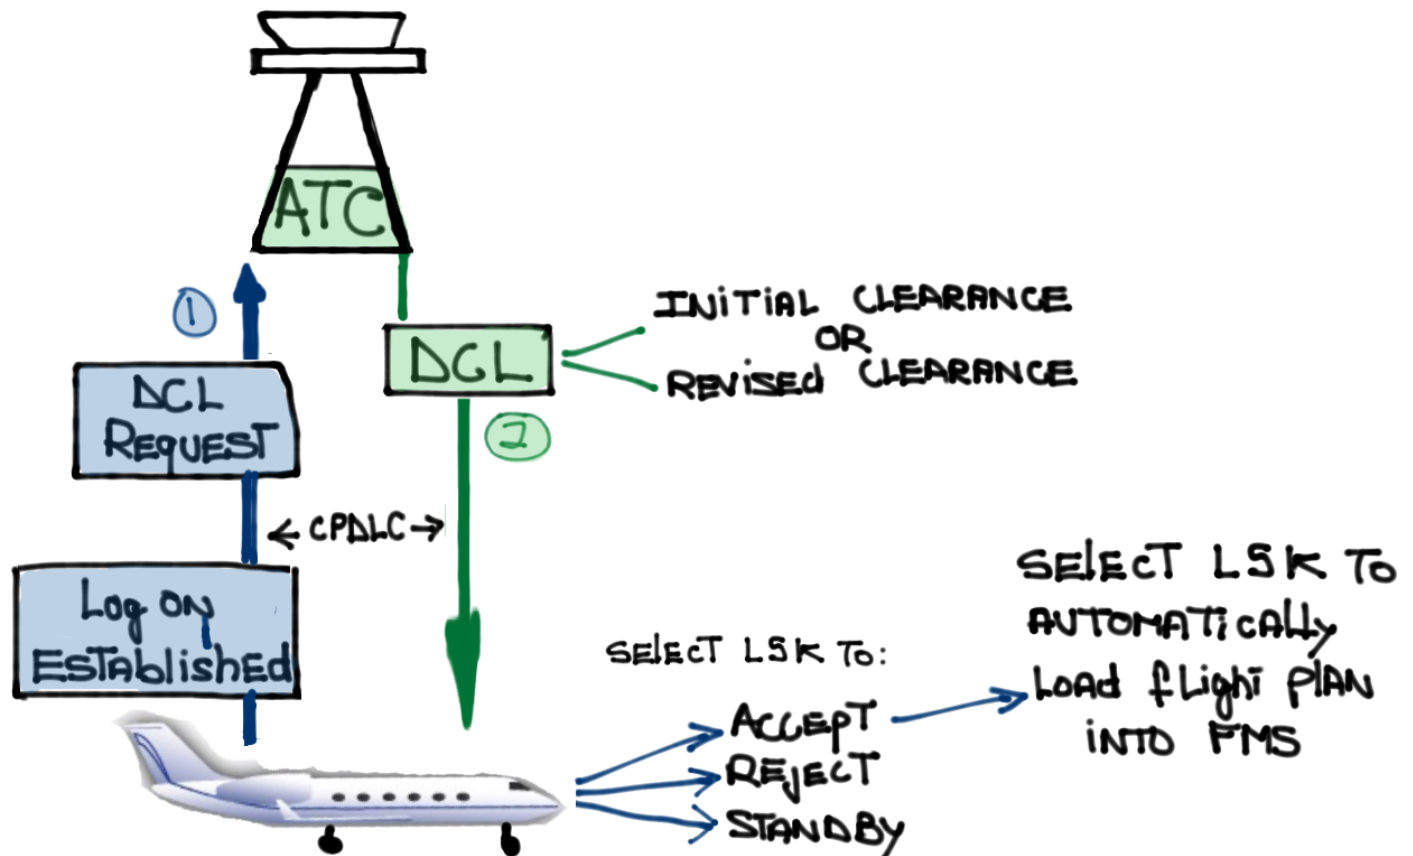 ATC
1
INITIAL CLEARANCE
OR
REVISED CLEARANCE
DCL
DCL
REQUEST
2
CPDLC
Log on
ESTAblishEd
SElECT LSK To:
ACCEPT
REJECT
STANDBY
SElECT LSK To
AUTOMATicAlly
LoAd flight plAN
iNTO FMS